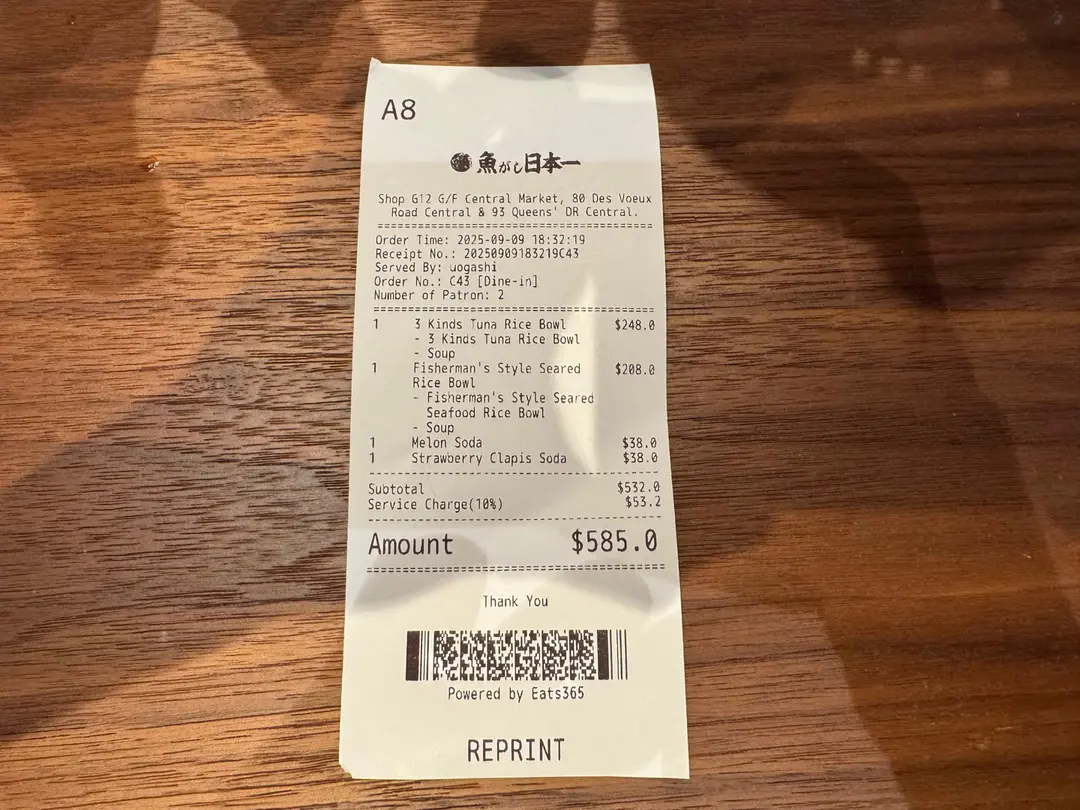 A8
魚がし日本一
Shop G12 G/F Central Market, 80 Des Voeux
Road Central & 93 Queens' DR Central.
Order Time: 2025-09-09 18:32:19
Receipt No.: 20250909183219C43
Served By: uogashi
Order No.: C43 [Dine-in]
Number of Patron: 2
1 3 Kinds Tuna Rice Bowl $248.0
- 3 Kinds Tuna Rice Bowl
- Soup
1 Fisherman's Style Seared $208.0
Rice Bowl
- Fisherman's Style Seared
Seafood Rice Bowl
- Soup
1 Melon Soda $38.0
1 Strawberry Clapis Soda $38.0
Subtotal $532.0
Service Charge(10%) $53.2
Amount $585.0
Thank You
Powered by Eats365
REPRINT